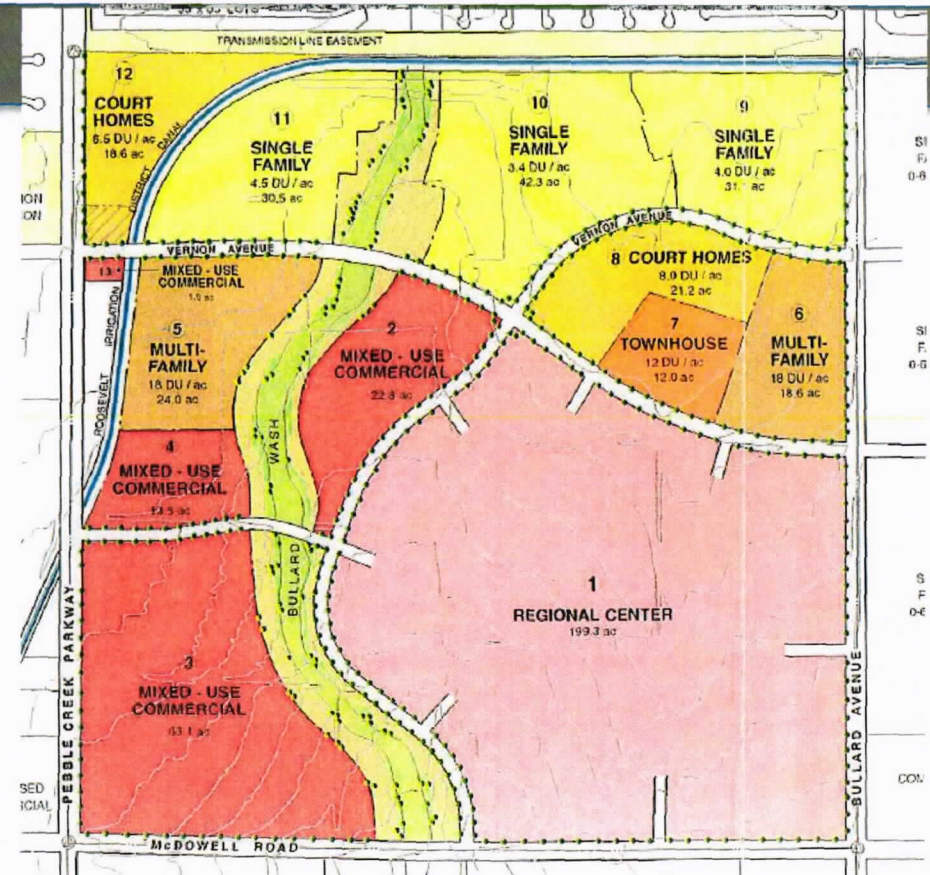 TRANSMISSION LINE EASEMENT
12
COURT
HOMES
6.5 DU / ac
18.6 ac
DISTRICT CANAL
11
SINGLE
FAMILY
4.5 DU / ac
30.5 ac
10
SINGLE
FAMILY
3.4 DU / ac
42.3 ac
9
SINGLE
FAMILY
4.0 DU / ac
VERNON AVENUE
VERNON AVENUE
13
MIXED - USE
COMMERCIAL
ROOSEVELT IRRIGATION
5
MULTI-
FAMILY
18 DU / ac
24.0 ac
2
MIXED - USE
COMMERCIAL
22.8 ac
8 COURT HOMES
8.0 DU / ac
21.2 ac
7
TOWNHOUSE
12 DU / ac
12.0 ac
6
MULTI-
FAMILY
18 DU / ac
18.6 ac
4
MIXED - USE
COMMERCIAL
BULLARD WASH
1
REGIONAL CENTER
199.3 ac
3
MIXED - USE
COMMERCIAL
63.1 ac
PEBBLE CREEK PARKWAY
BULLARD AVENUE
McDOWELL ROAD